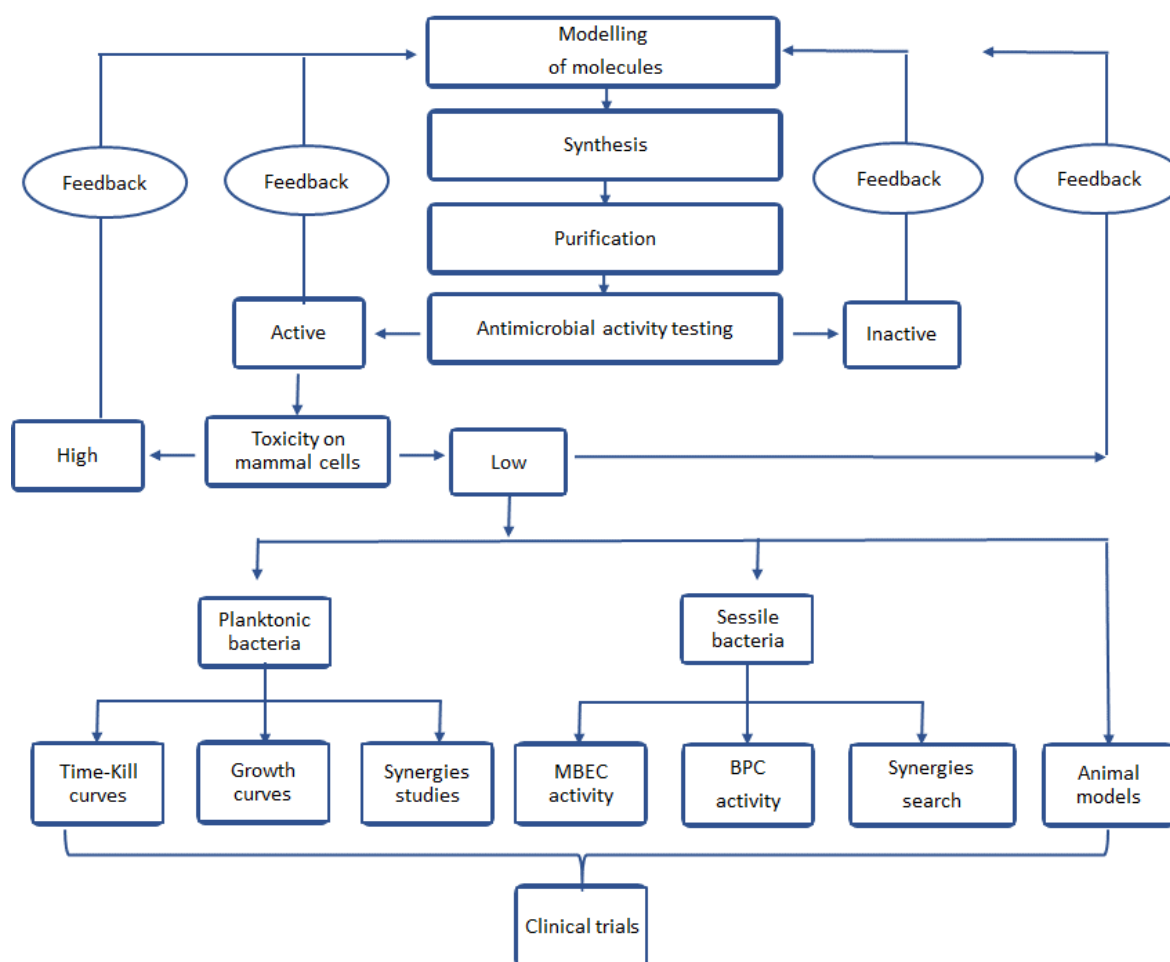 Modelling
of molecules
Synthesis
Feedback
Feedback
Feedback
Feedback
Purification
Active
Antimicrobial activity testing
Inactive
High
Toxicity on
mammal cells
Low
Planktonic
bacteria
Sessile
bacteria
Time-Kill
curves
Growth
curves
Synergies
studies
MBEC
activity
BPC
activity
Synergies
search
Animal
models
Clinical trials